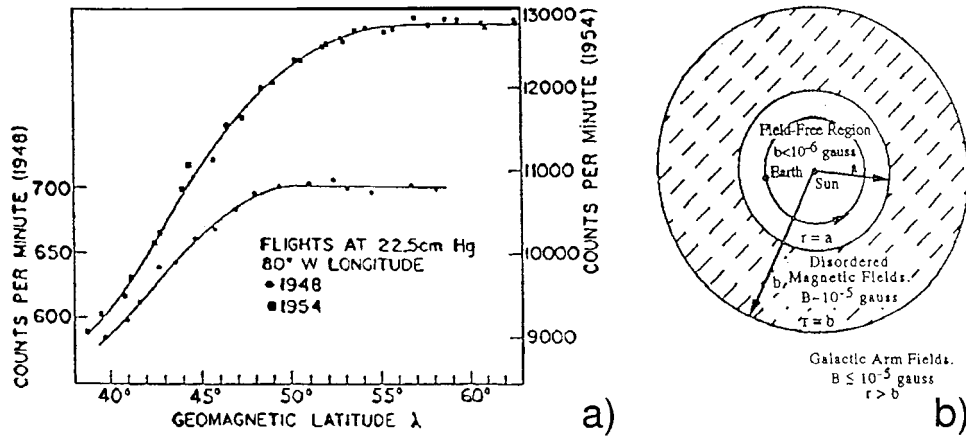 COUNTS PER MINUTE (1948)
700
650
600
40°
45°
50°
55°
60°
GEOMAGNETIC LATITUDE λ
FLIGHTS AT 22.5cm Hg
80° W LONGITUDE
1948
1954
13000
12000
11000
10000
9000
COUNTS PER MINUTE (1954)
a)
Field-Free Region
b<10⁻⁶ gauss
Earth
a
Sun
r = a
Disordered
Magnetic Fields.
b,
B~10⁻⁵ gauss
r = b
Galactic Arm Fields.
B ≤ 10⁻⁵ gauss
r > b
b)